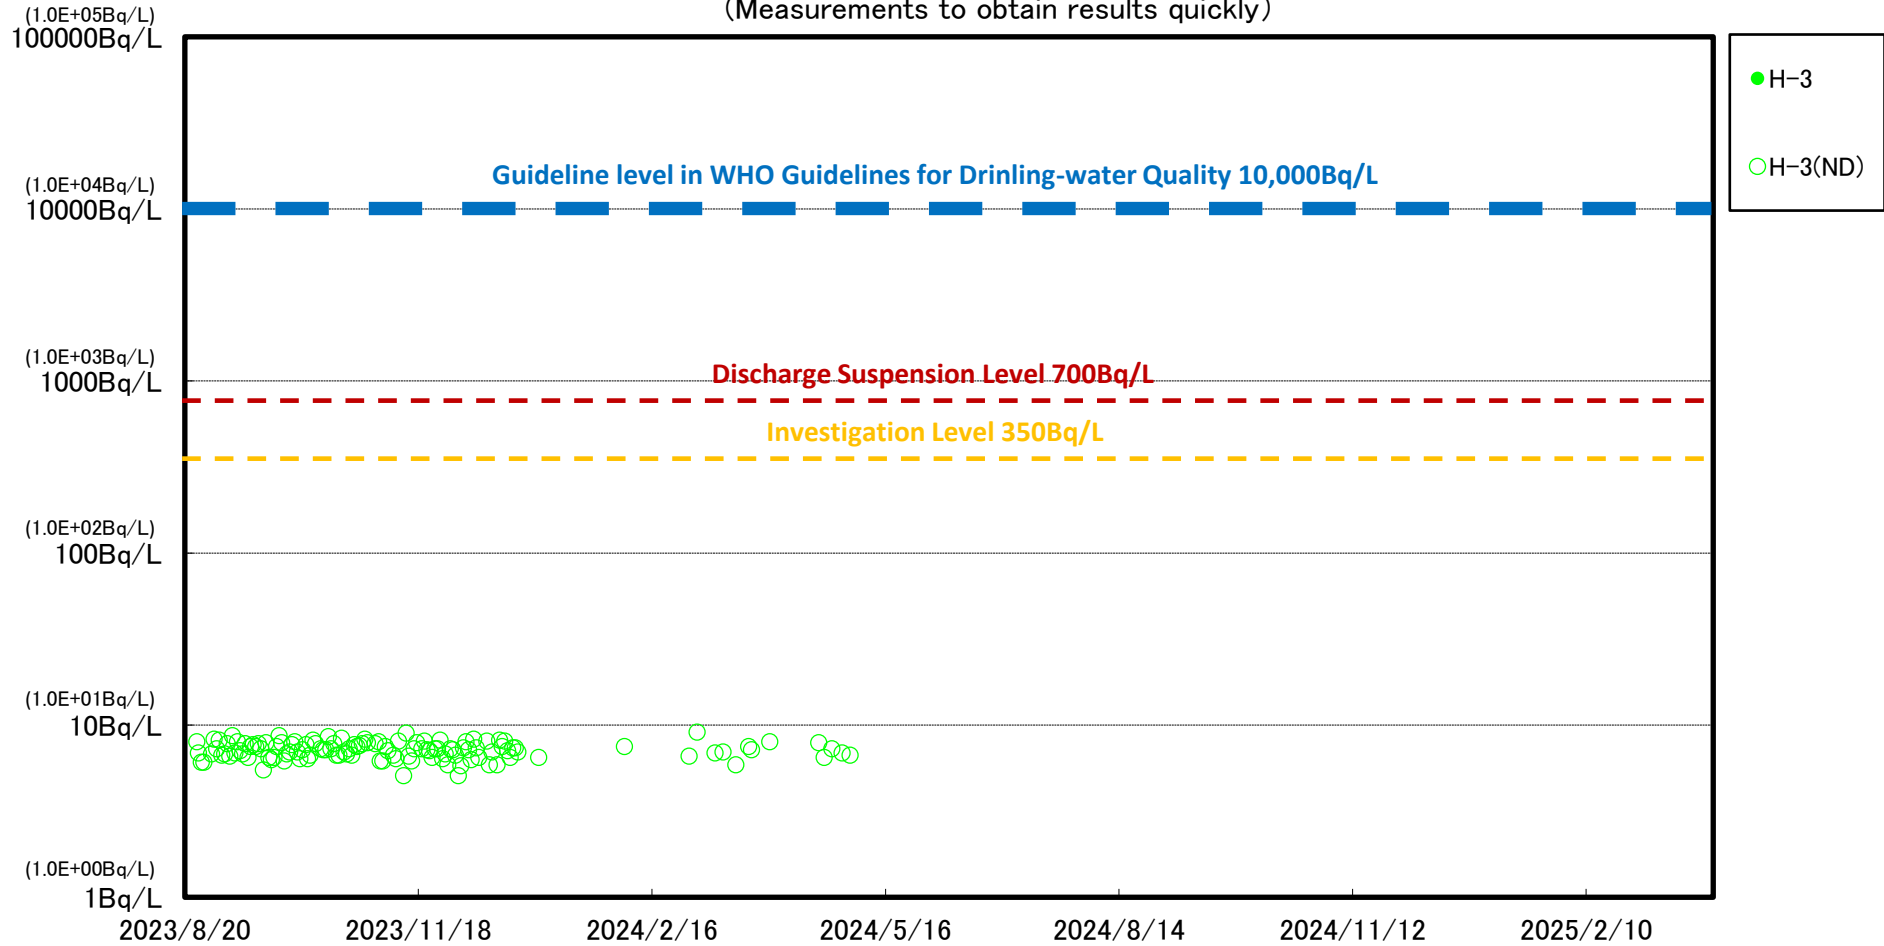 (Measurements to obtain results quickly)
(1.0E+05Bq/L)
100000Bq/L
H-3
H-3(ND)
Guideline level in WHO Guidelines for Drinling-water Quality 10,000Bq/L
(1.0E+04Bq/L)
10000Bq/L
(1.0E+03Bq/L)
1000Bq/L
Discharge Suspension Level 700Bq/L
Investigation Level 350Bq/L
(1.0E+02Bq/L)
100Bq/L
(1.0E+01Bq/L)
10Bq/L
(1.0E+00Bq/L)
1Bq/L
2023/8/20 2023/11/18 2024/2/16 2024/5/16 2024/8/14 2024/11/12 2025/2/10